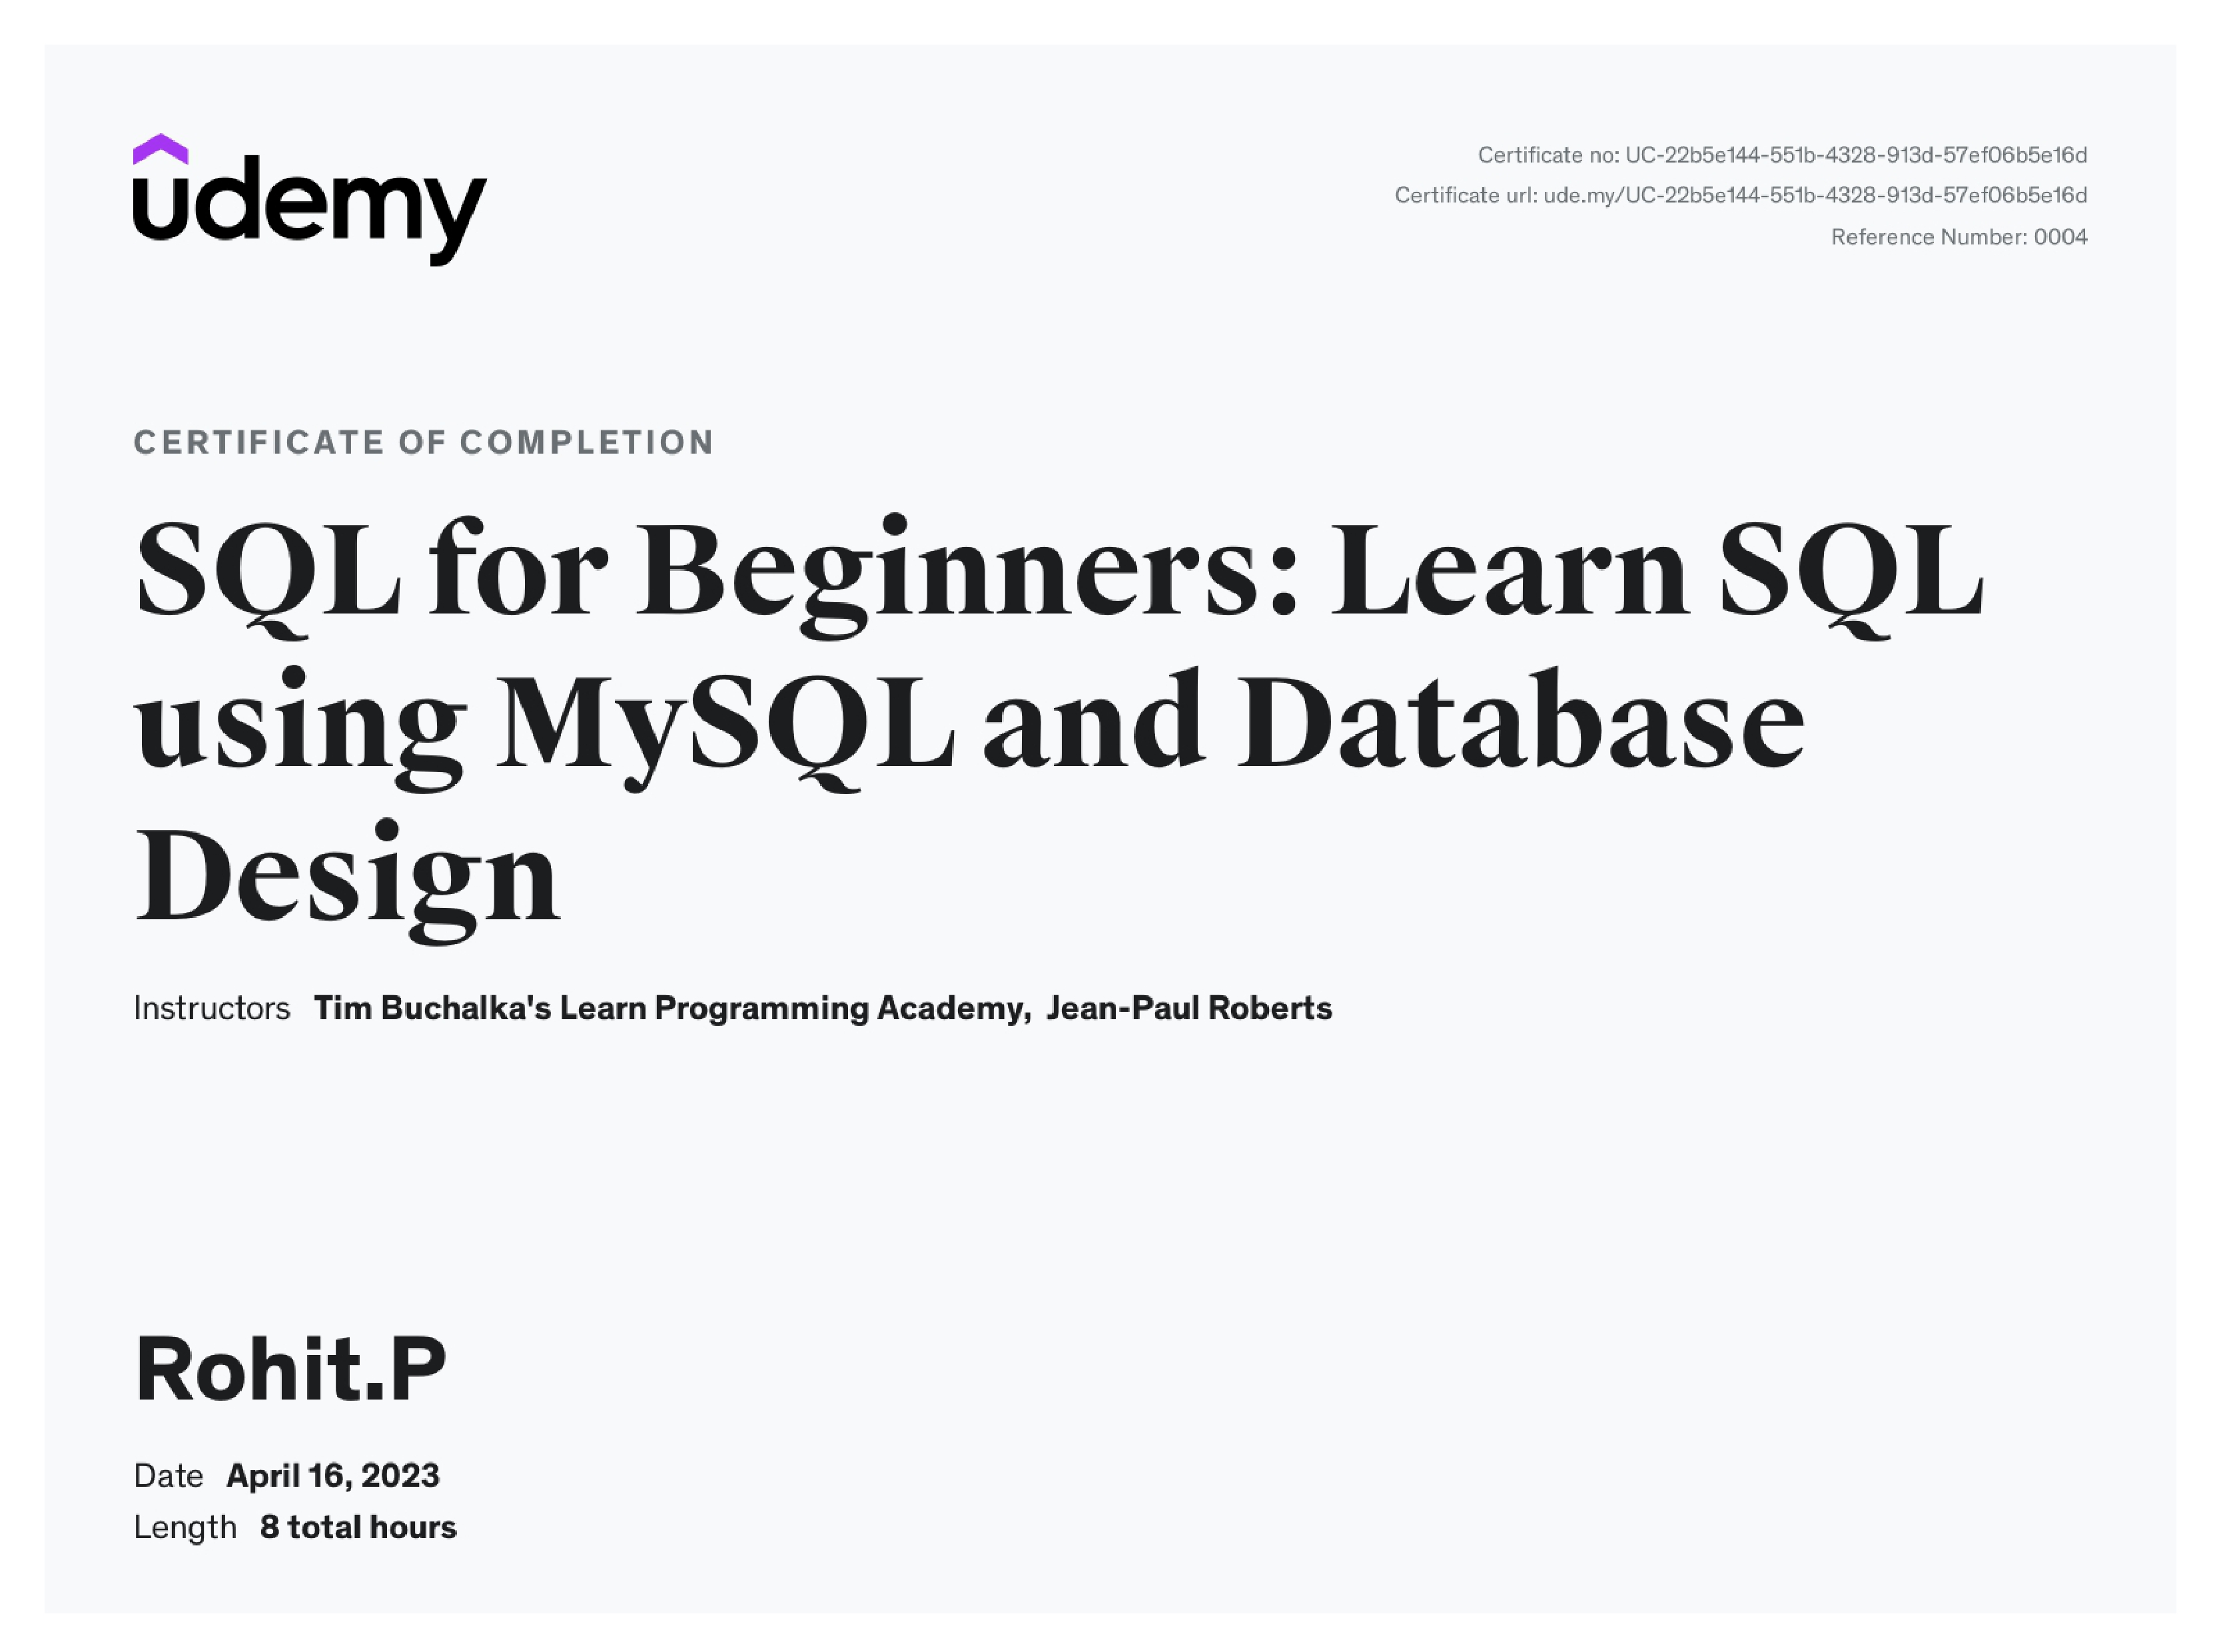 udemy
Certificate no: UC-22b5e144-551b-4328-913d-57ef06b5e16d
Certificate url: ude.my/UC-22b5e144-551b-4328-913d-57ef06b5e16d
Reference Number: 0004
CERTIFICATE OF COMPLETION
SQL for Beginners: Learn SQL
using MySQL and Database
Design
Instructors Tim Buchalka's Learn Programming Academy, Jean-Paul Roberts
Rohit.P
Date April 16, 2023
Length 8 total hours